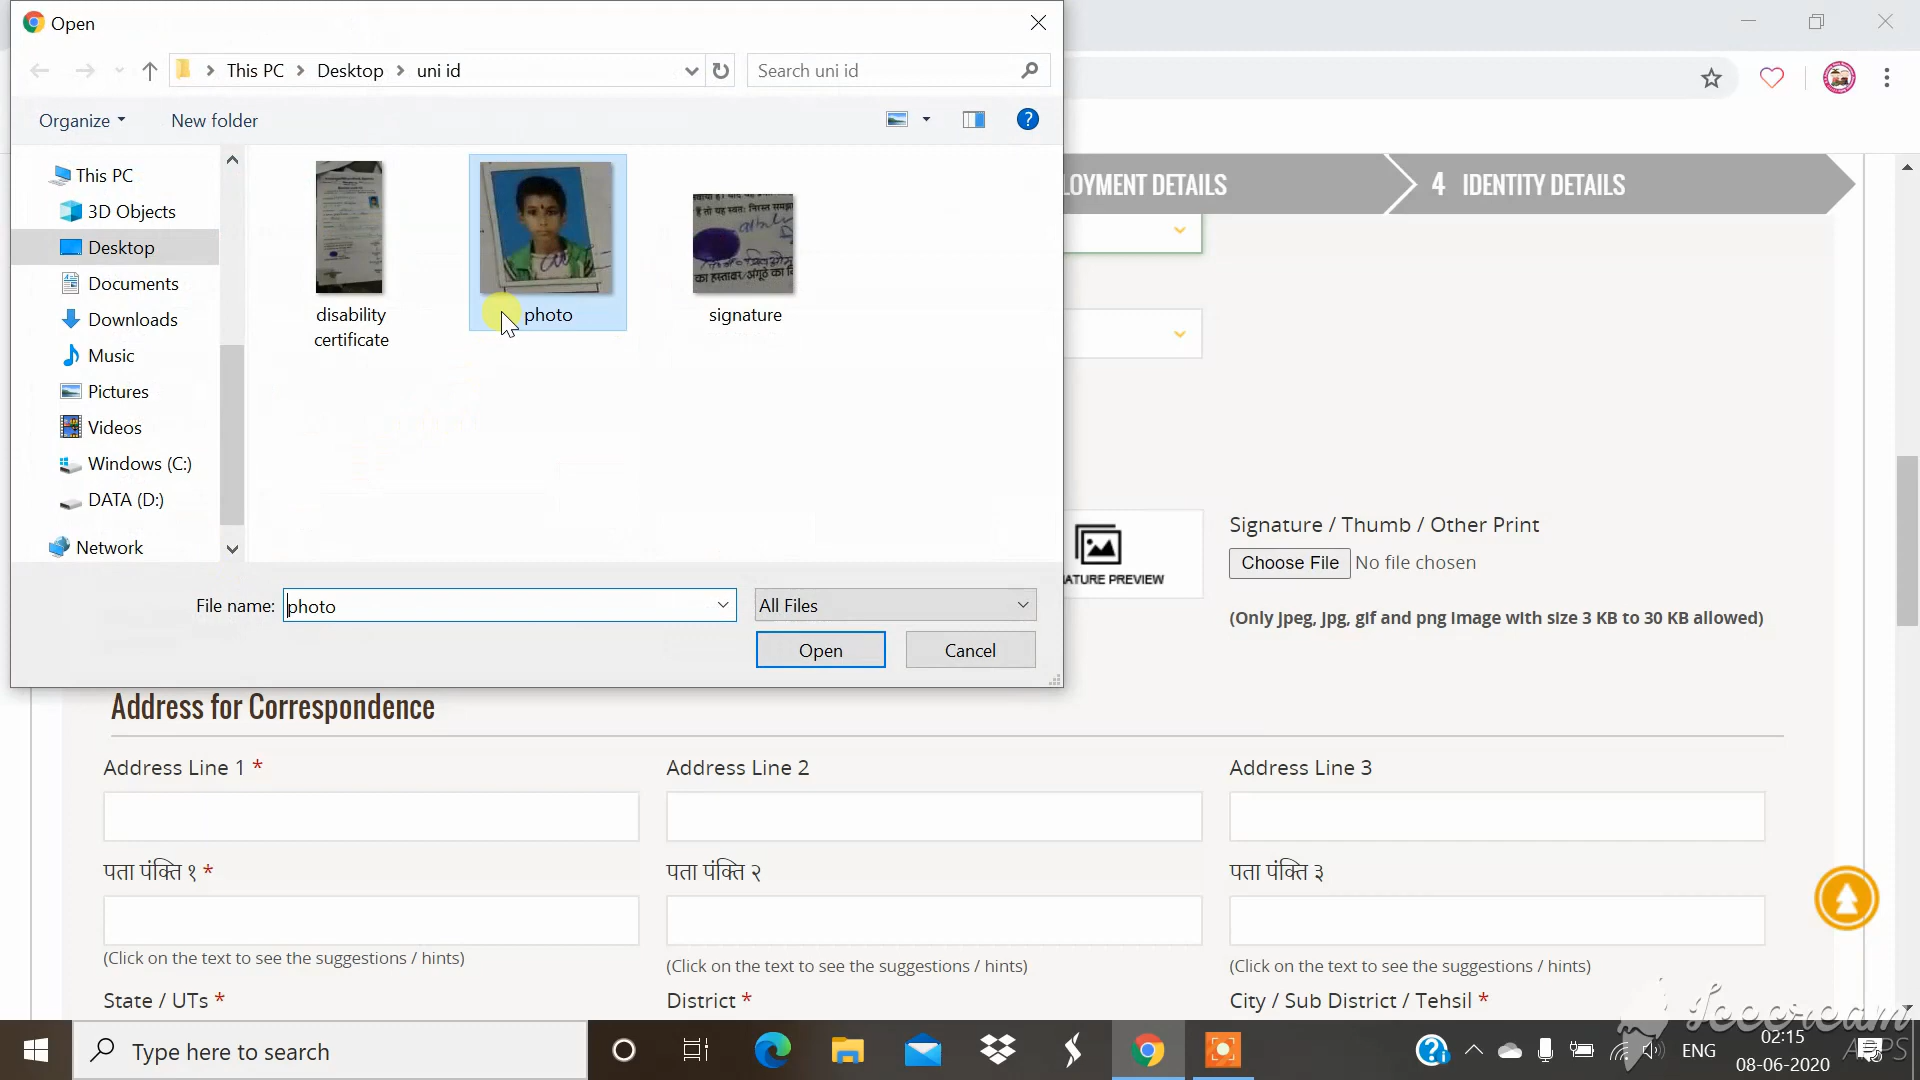 Open
This PC > Desktop > uni id
Search uni id
Organize
New folder
This PC
3D Objects
Desktop
Documents
Downloads
Music
Pictures
Videos
Windows (C:)
DATA (D:)
Network
disability
certificate
photo
signature
File name:
photo
All Files
Open
Cancel
LOYMENT DETAILS
4 IDENTITY DETAILS
ATURE PREVIEW
Signature / Thumb / Other Print
Choose File No file chosen
(Only Jpeg, jpg, gif and png image with size 3 KB to 30 KB allowed)
Address for Correspondence
Address Line 1 *
Address Line 2
Address Line 3
पता पंक्ति १ *
पता पंक्ति २
पता पंक्ति ३
(Click on the text to see the suggestions / hints)
(Click on the text to see the suggestions / hints)
(Click on the text to see the suggestions / hints)
State / UTs *
District *
City / Sub District / Tehsil *
Icecream
APPS
Type here to search
ENG
02:15
08-06-2020